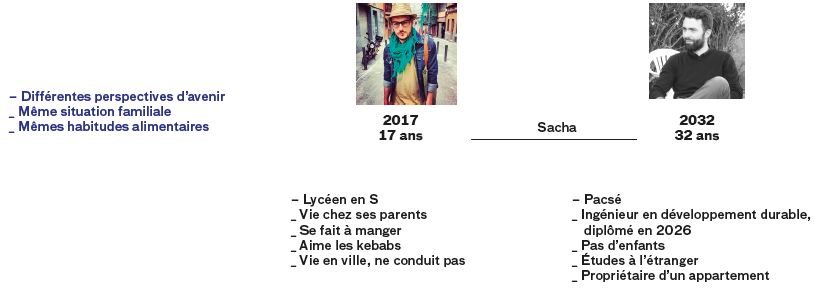 – Différentes perspectives d'avenir
_ Même situation familiale
_ Mêmes habitudes alimentaires
2017
17 ans
Sacha
2032
32 ans
– Lycéen en S
_ Vie chez ses parents
_ Se fait à manger
_ Aime les kebabs
_ Vie en ville, ne conduit pas
– Pacsé
_ Ingénieur en développement durable,
diplômé en 2026
_ Pas d'enfants
_ Études à l'étranger
_ Propriétaire d'un appartement